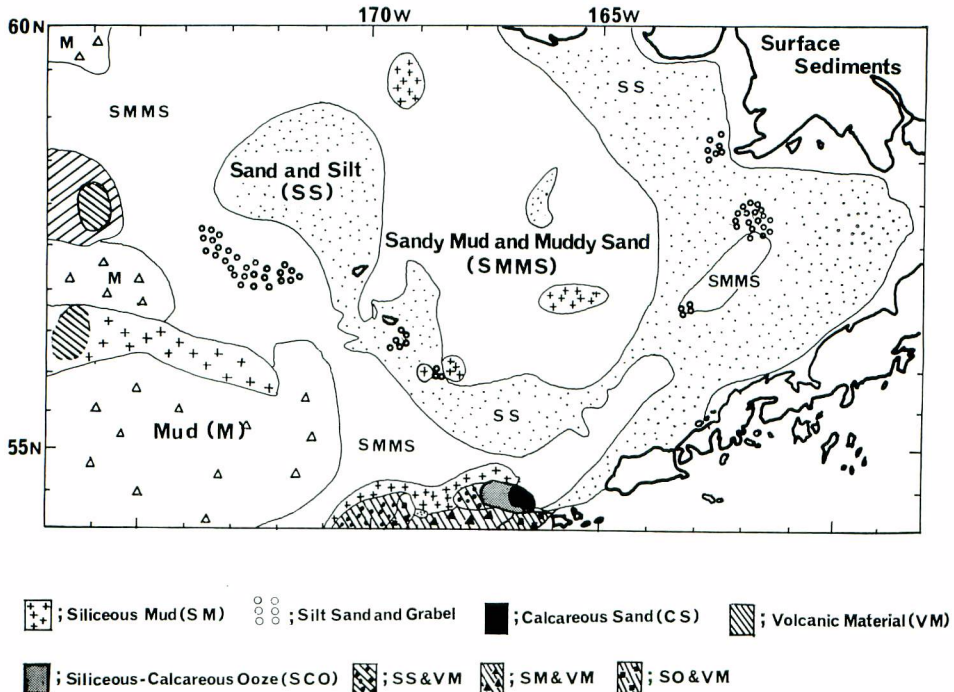 170W 165W
60N
M
Surface
Sediments
SS
SMMS
Sand and Silt
(SS)
Sandy Mud and Muddy Sand
(SMMS)
M
SMMS
SS
Mud (M)
55N
SMMS
; Siliceous Mud (SM) ; Silt Sand and Grabel ; Calcareous Sand (CS) ; Volcanic Material (VM)
; Siliceous-Calcareous Ooze (SCO) ; SS & VM ; SM & VM ; SO & VM